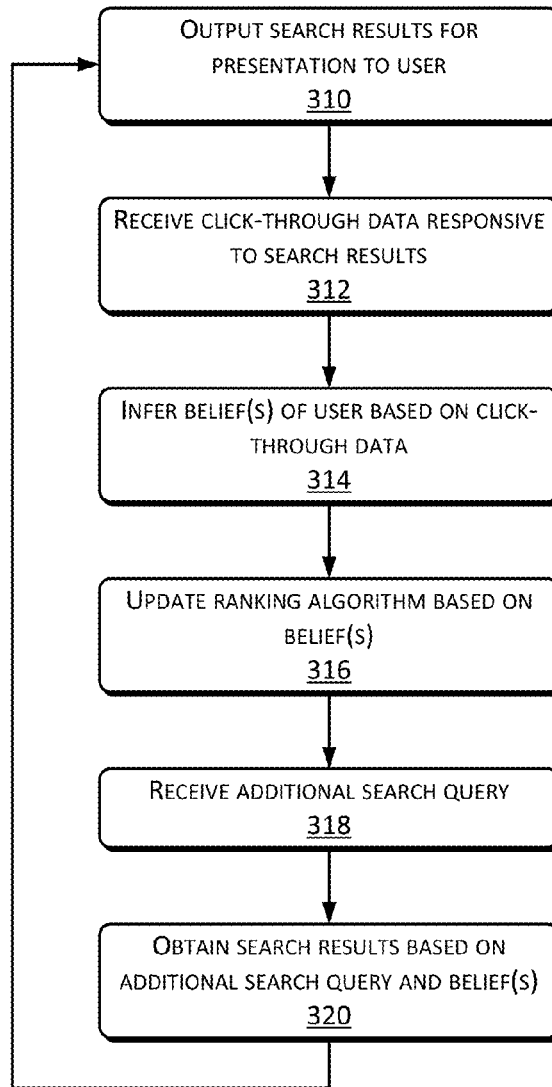 OUTPUT SEARCH RESULTS FOR
PRESENTATION TO USER
310
RECEIVE CLICK-THROUGH DATA RESPONSIVE
TO SEARCH RESULTS
312
INFER BELIEF(S) OF USER BASED ON CLICK-
THROUGH DATA
314
UPDATE RANKING ALGORITHM BASED ON
BELIEF(S)
316
RECEIVE ADDITIONAL SEARCH QUERY
318
OBTAIN SEARCH RESULTS BASED ON
ADDITIONAL SEARCH QUERY AND BELIEF(S)
320